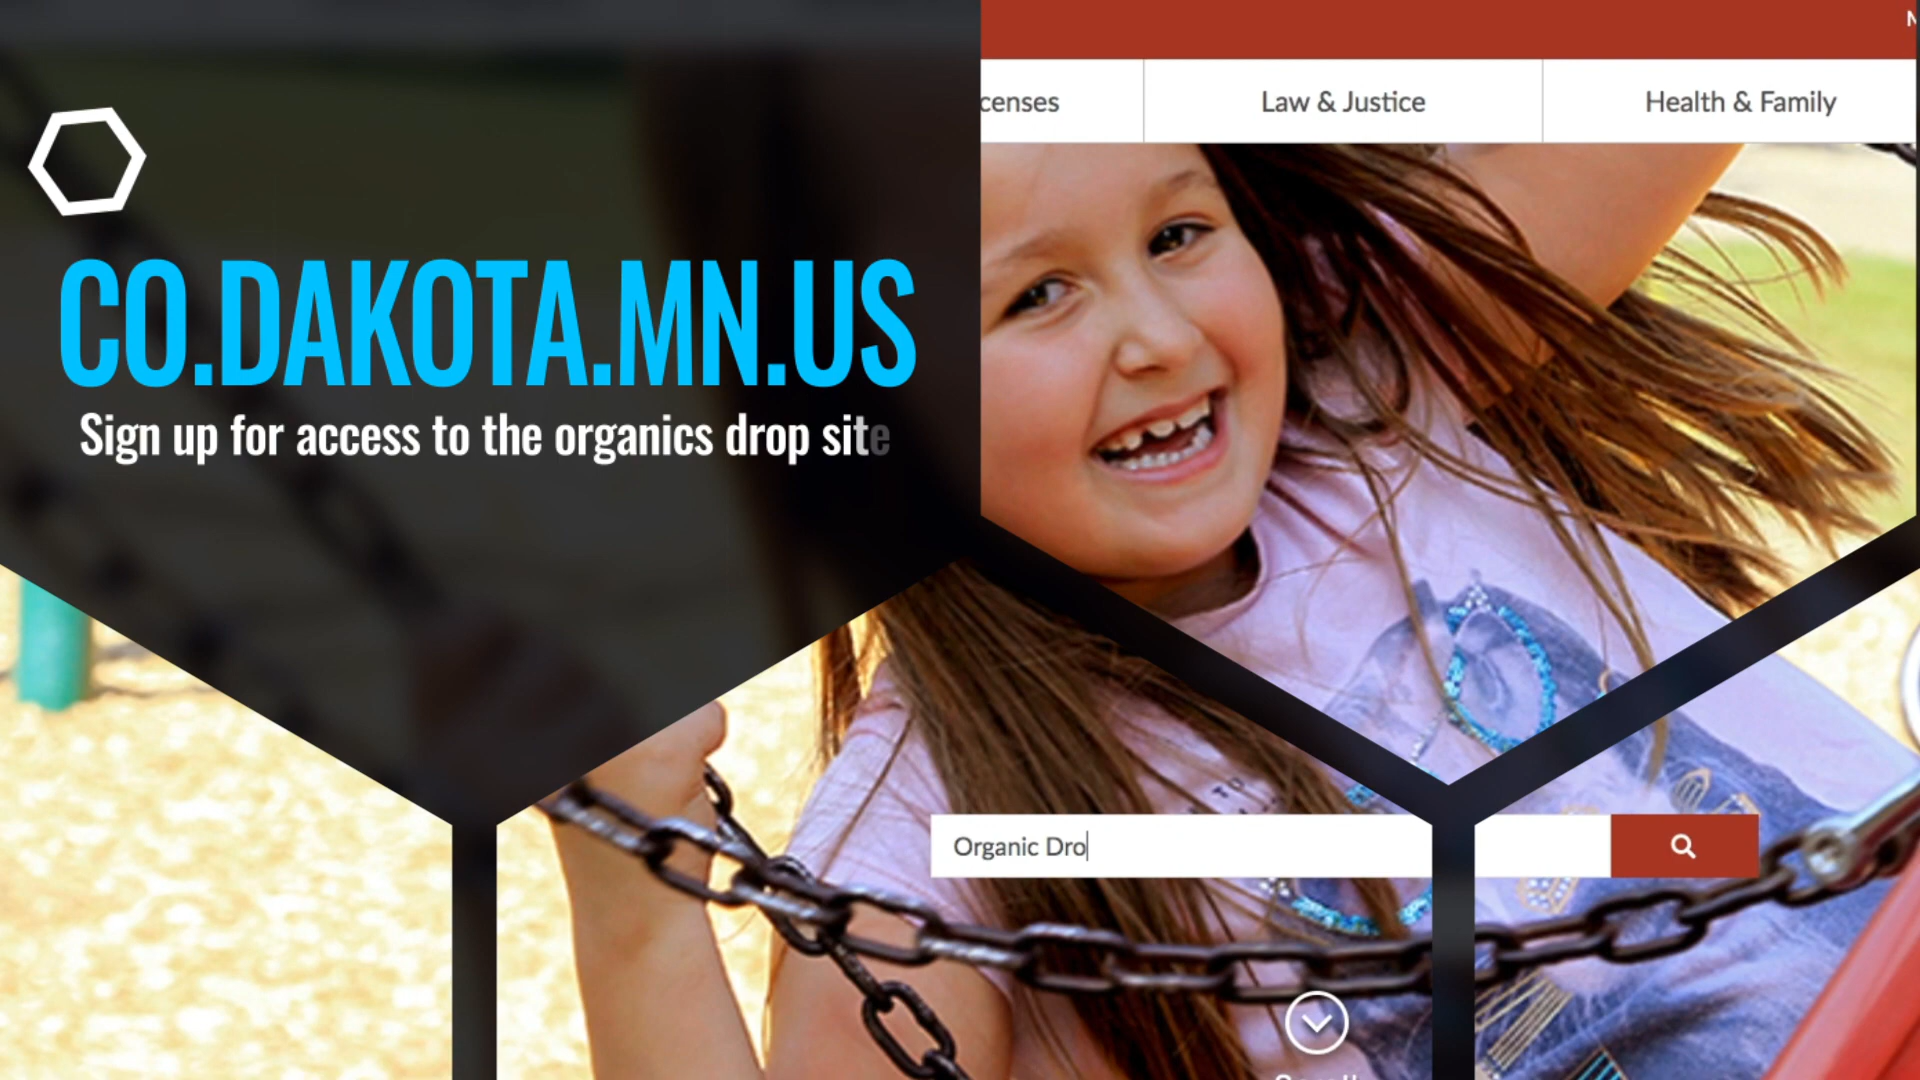 CO.DAKOTA.MN.US
Sign up for access to the organics drop site
Law & Justice
Health & Family
Organic Dro